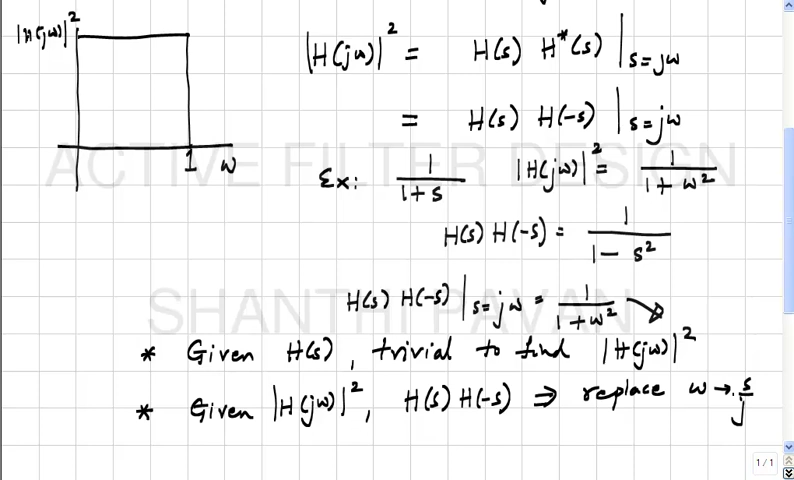 |H(jω)|²
1 ω
|H(jω)|² = H(s) H*(s) |s=jω
= H(s) H(-s) |s=jω
ACTIVE FILTER DESIGN
Ex: 1/(1+s) |H(jω)|² = 1/(1+ω²)
H(s) H(-s) = 1/(1-s²)
SHANTHI PAVAN
H(s) H(-s) |s=jω = 1/(1+ω²)
* Given H(s), trivial to find |H(jω)|²
* Given |H(jω)|², H(s) H(-s) ⇒ replace ω → s/j
1/1